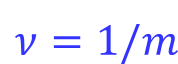 ν = 1/m